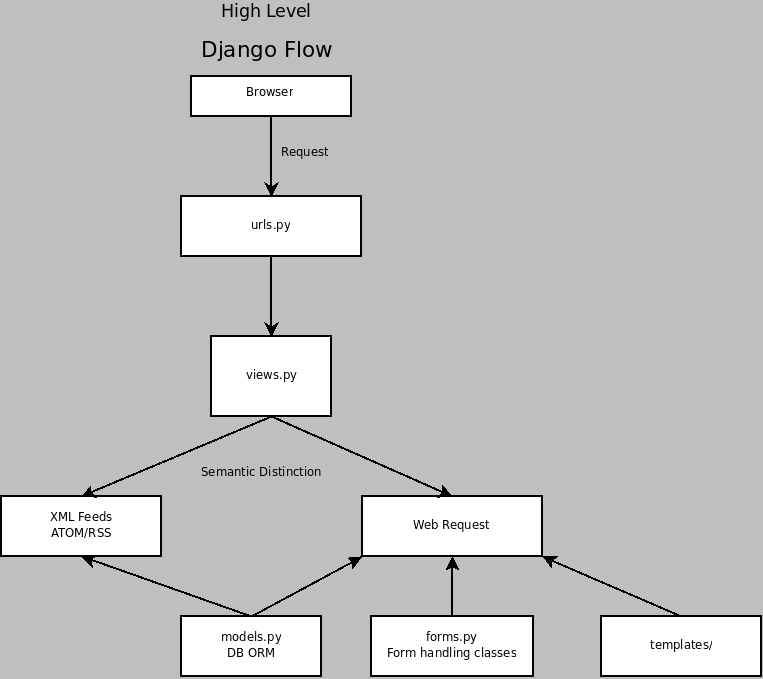 High Level
Django Flow
Browser
Request
urls.py
views.py
Semantic Distinction
XML Feeds
ATOM/RSS
Web Request
models.py
DB ORM
forms.py
Form handling classes
templates/